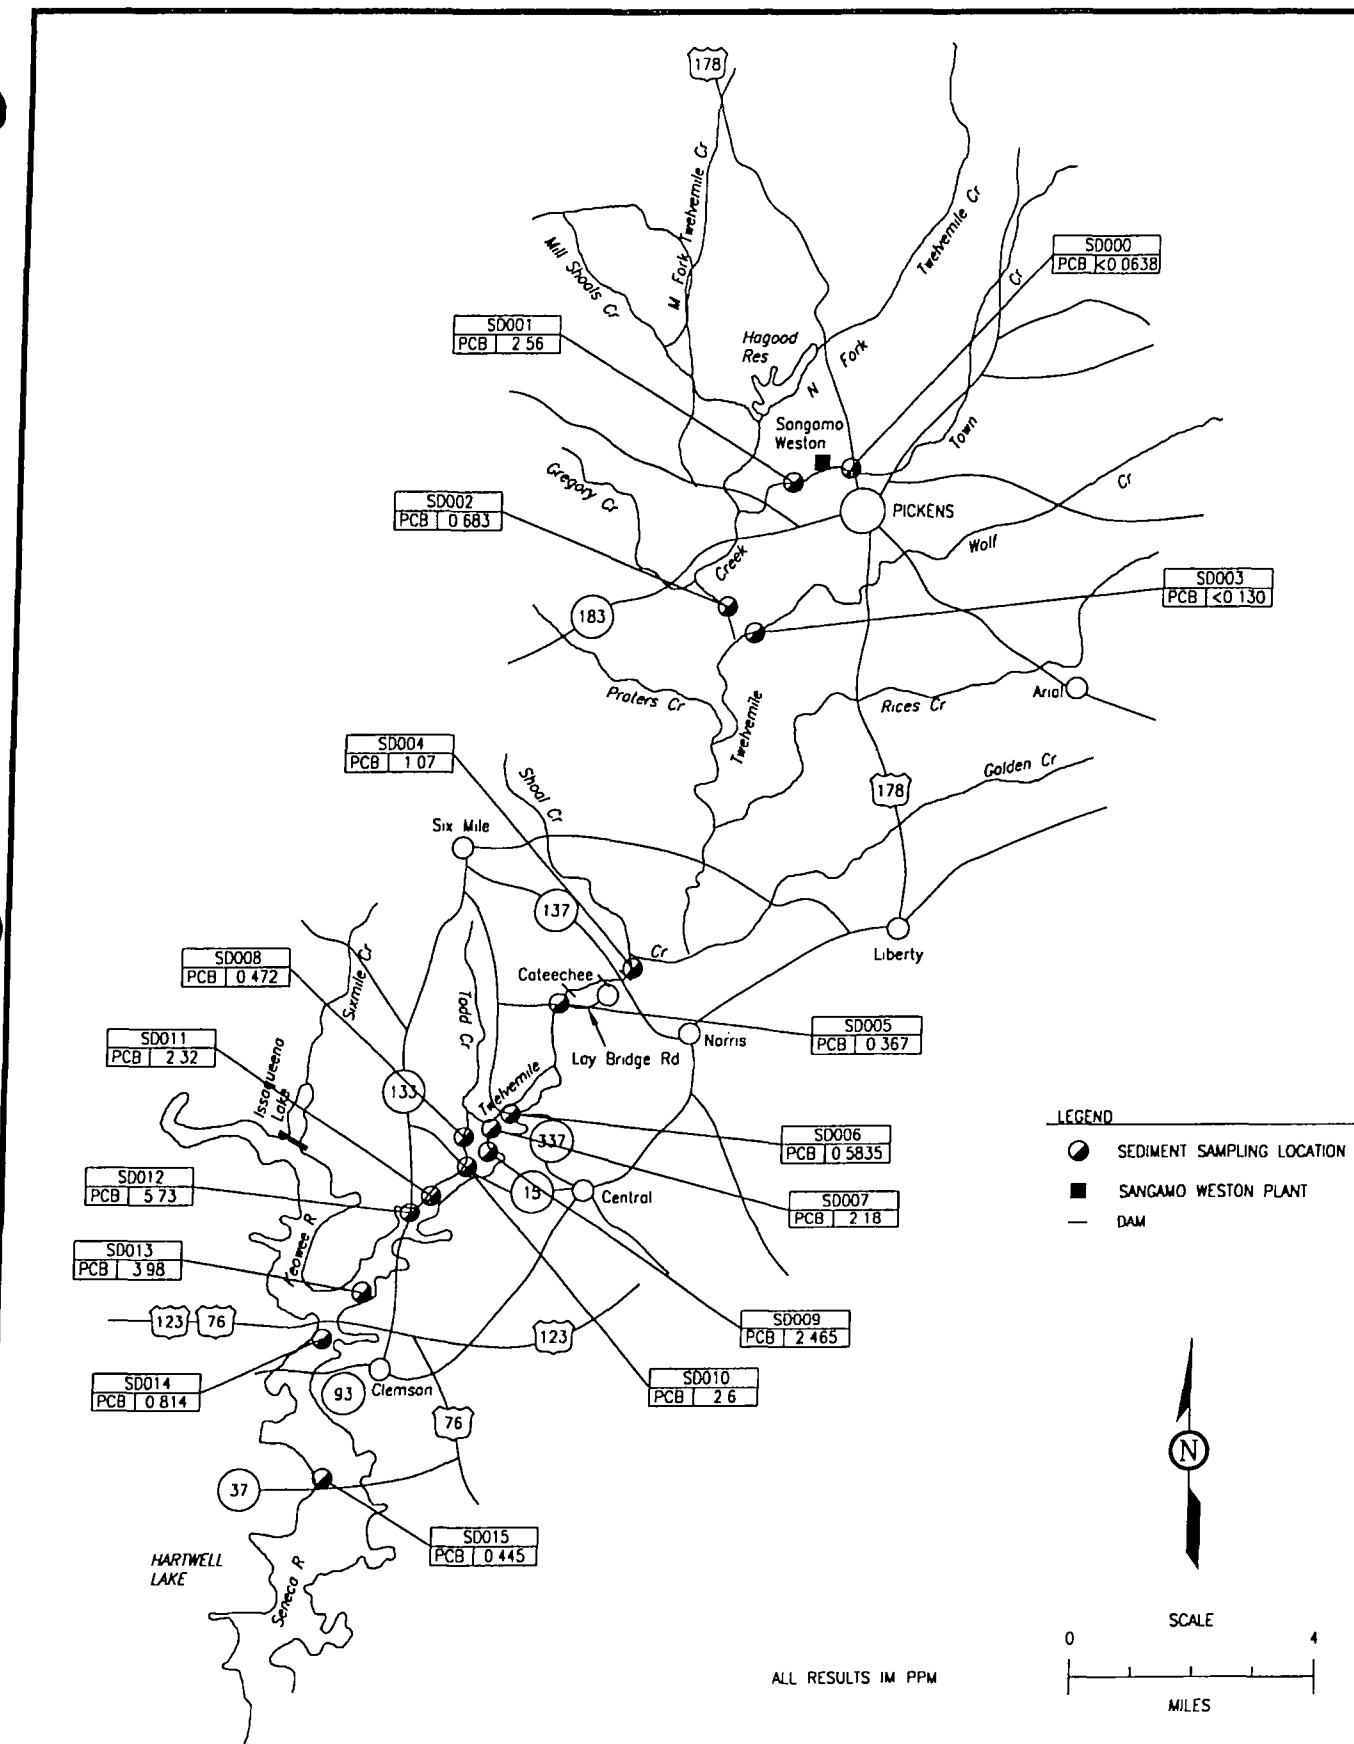 178
M Fork Twelvemile Cr
Mill Shoals Cr
Twelvemile Cr
Cr
SD000
PCB <0 0638
SD001
PCB 2 56
Hagood
Res
N
Fork
Sangamo
Weston
Town
Gregory Cr
Cr
SD002
PCB 0 683
PICKENS
Wolf
Creek
SD003
PCB <0 130
183
Praters Cr
Twelvemile
Rices Cr
Arial
SD004
PCB 1 07
Shoal Cr
Golden Cr
178
Six Mile
137
Liberty
SD008
PCB 0 472
Sixmile Cr
Todd Cr
Cateechee
Cr
SD005
PCB 0 367
Norris
Lay Bridge Rd
SD011
PCB 2 32
Issaqueena
Lake
133
Twelvemile
LEGEND
SD006
PCB 0 5835
337
SEDIMENT SAMPLING LOCATION
SD012
PCB 5 73
15
Central
SD007
PCB 2 18
SANGAMO WESTON PLANT
DAM
SD013
PCB 3 98
Keowee R
123
76
123
SD009
PCB 2 465
SD014
PCB 0 814
93
Clemson
SD010
PCB 2 6
76
N
37
SD015
PCB 0 445
HARTWELL
LAKE
Seneca R
SCALE
0 4
MILES
ALL RESULTS IM PPM